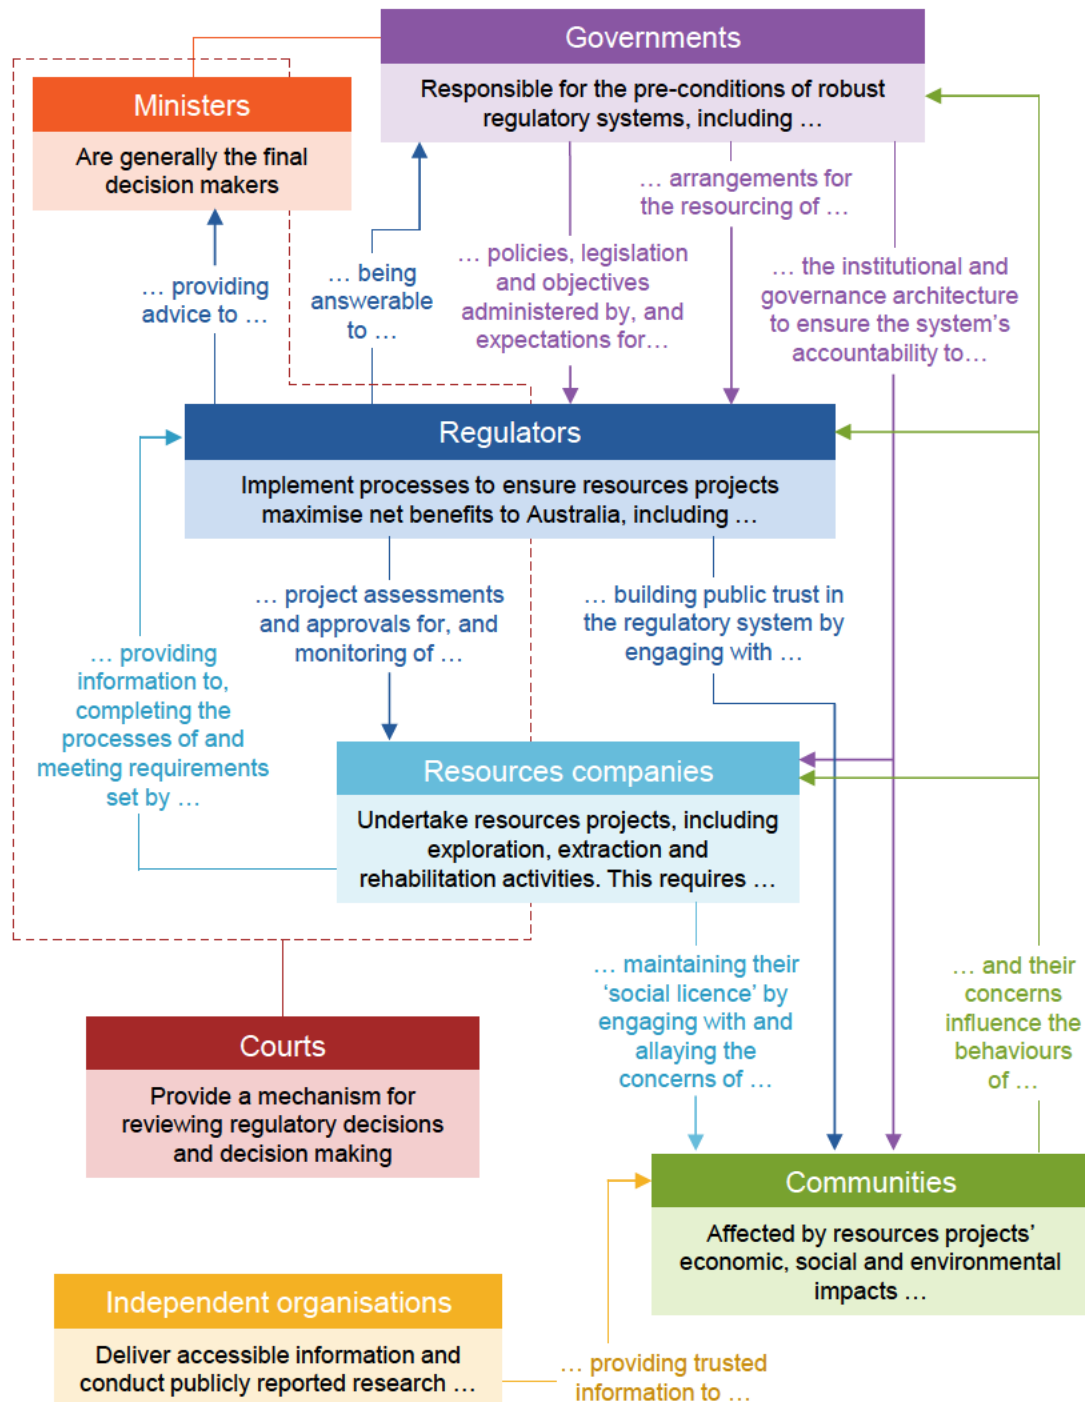 Governments
Responsible for the pre-conditions of robust
regulatory systems, including …
Ministers
Are generally the final
decision makers
… providing
advice to …
… being
answerable
to …
… policies, legislation
and objectives
administered by, and
expectations for…
… arrangements for
the resourcing of …
… the institutional and
governance architecture
to ensure the system’s
accountability to…
Regulators
Implement processes to ensure resources projects
maximise net benefits to Australia, including …
… project assessments
and approvals for, and
monitoring of …
… building public trust in
the regulatory system by
engaging with …
… providing
information to,
completing the
processes of and
meeting requirements
set by …
Resources companies
Undertake resources projects, including
exploration, extraction and
rehabilitation activities. This requires …
… maintaining their
‘social licence’ by
engaging with and
allaying the
concerns of …
… and their
concerns
influence the
behaviours
of …
Courts
Provide a mechanism for
reviewing regulatory decisions
and decision making
Communities
Affected by resources projects’
economic, social and environmental
impacts …
Independent organisations
Deliver accessible information and
conduct publicly reported research …
… providing trusted
information to …